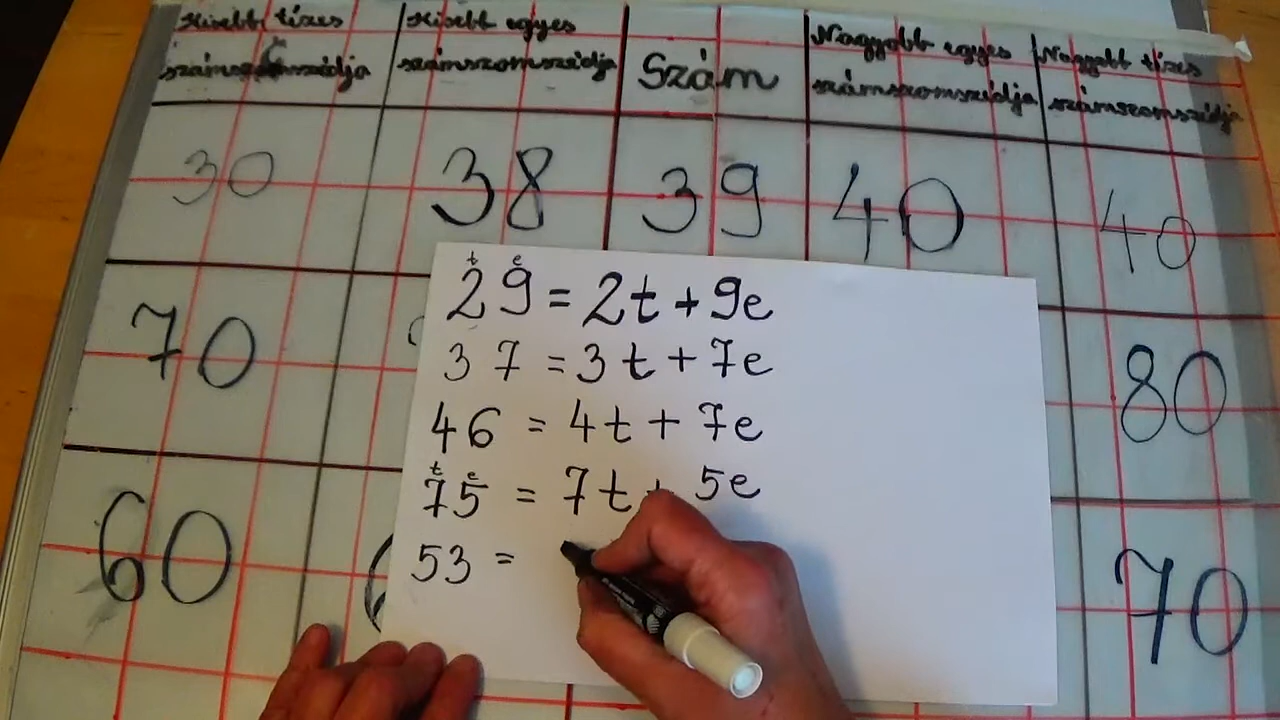 Kisebb tízes
számszomszédja
Kisebb egyes
számszomszédja
Szám
Nagyobb egyes
számszomszédja
Nagyobb tízes
számszomszédja
30 38 39 40 40
70 80
60 70
t e
29 = 2t + 9e
37 = 3t + 7e
46 = 4t + 7e
t e
75 = 7t + 5e
53 =